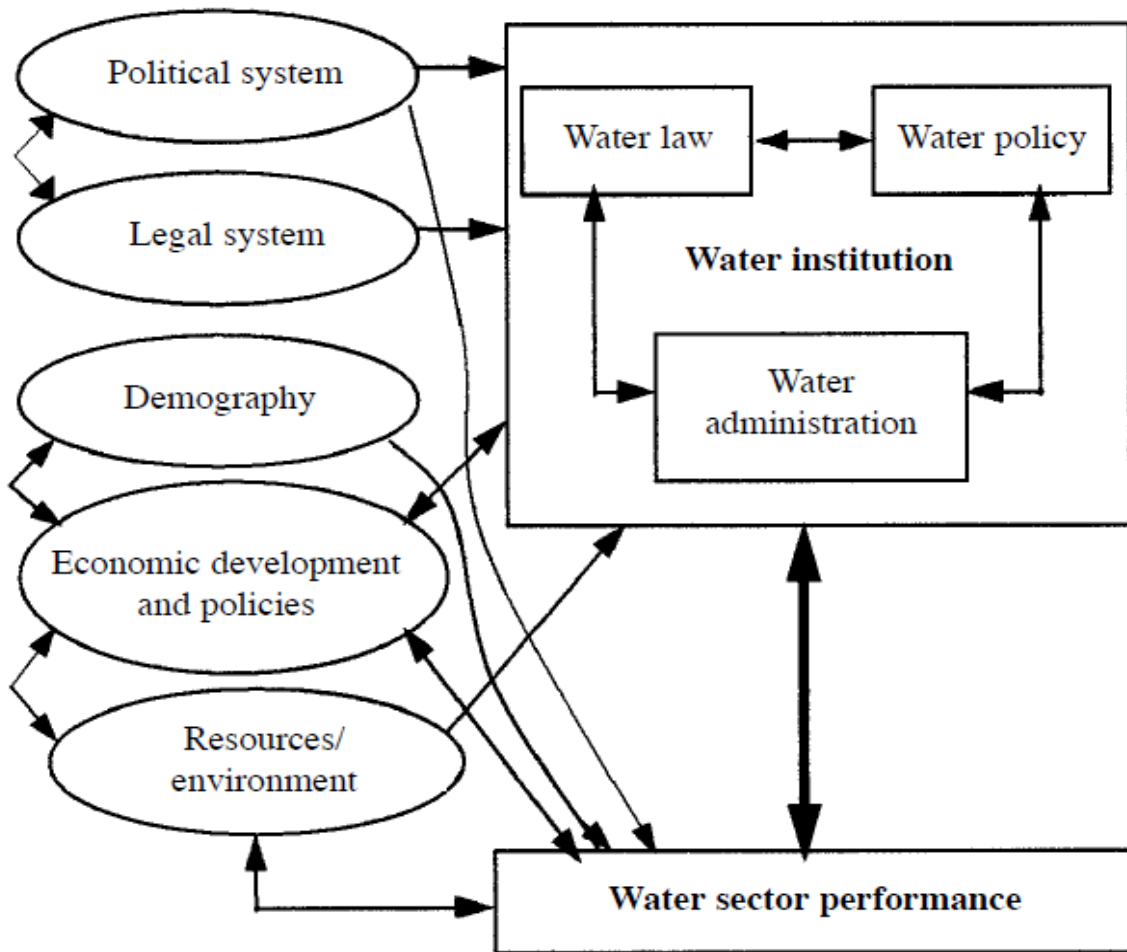 Political system
Legal system
Demography
Economic development
and policies
Resources/
environment
Water law
Water policy
Water institution
Water
administration
Water sector performance